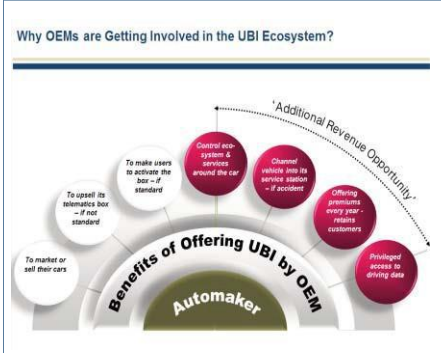 Why OEMs are Getting Involved in the UBI Ecosystem?
'Additional Revenue Opportunity'
To market or
sell their cars
To upsell its
telematics box
– if not
standard
To make users
to activate the
box – if
standard
Control eco-
system &
services
around the car
Channel
vehicle into its
service station
– if accident
Offering
premiums
every year -
retains
customers
Privileged
access to
driving data
Benefits of Offering UBI by OEM
Automaker